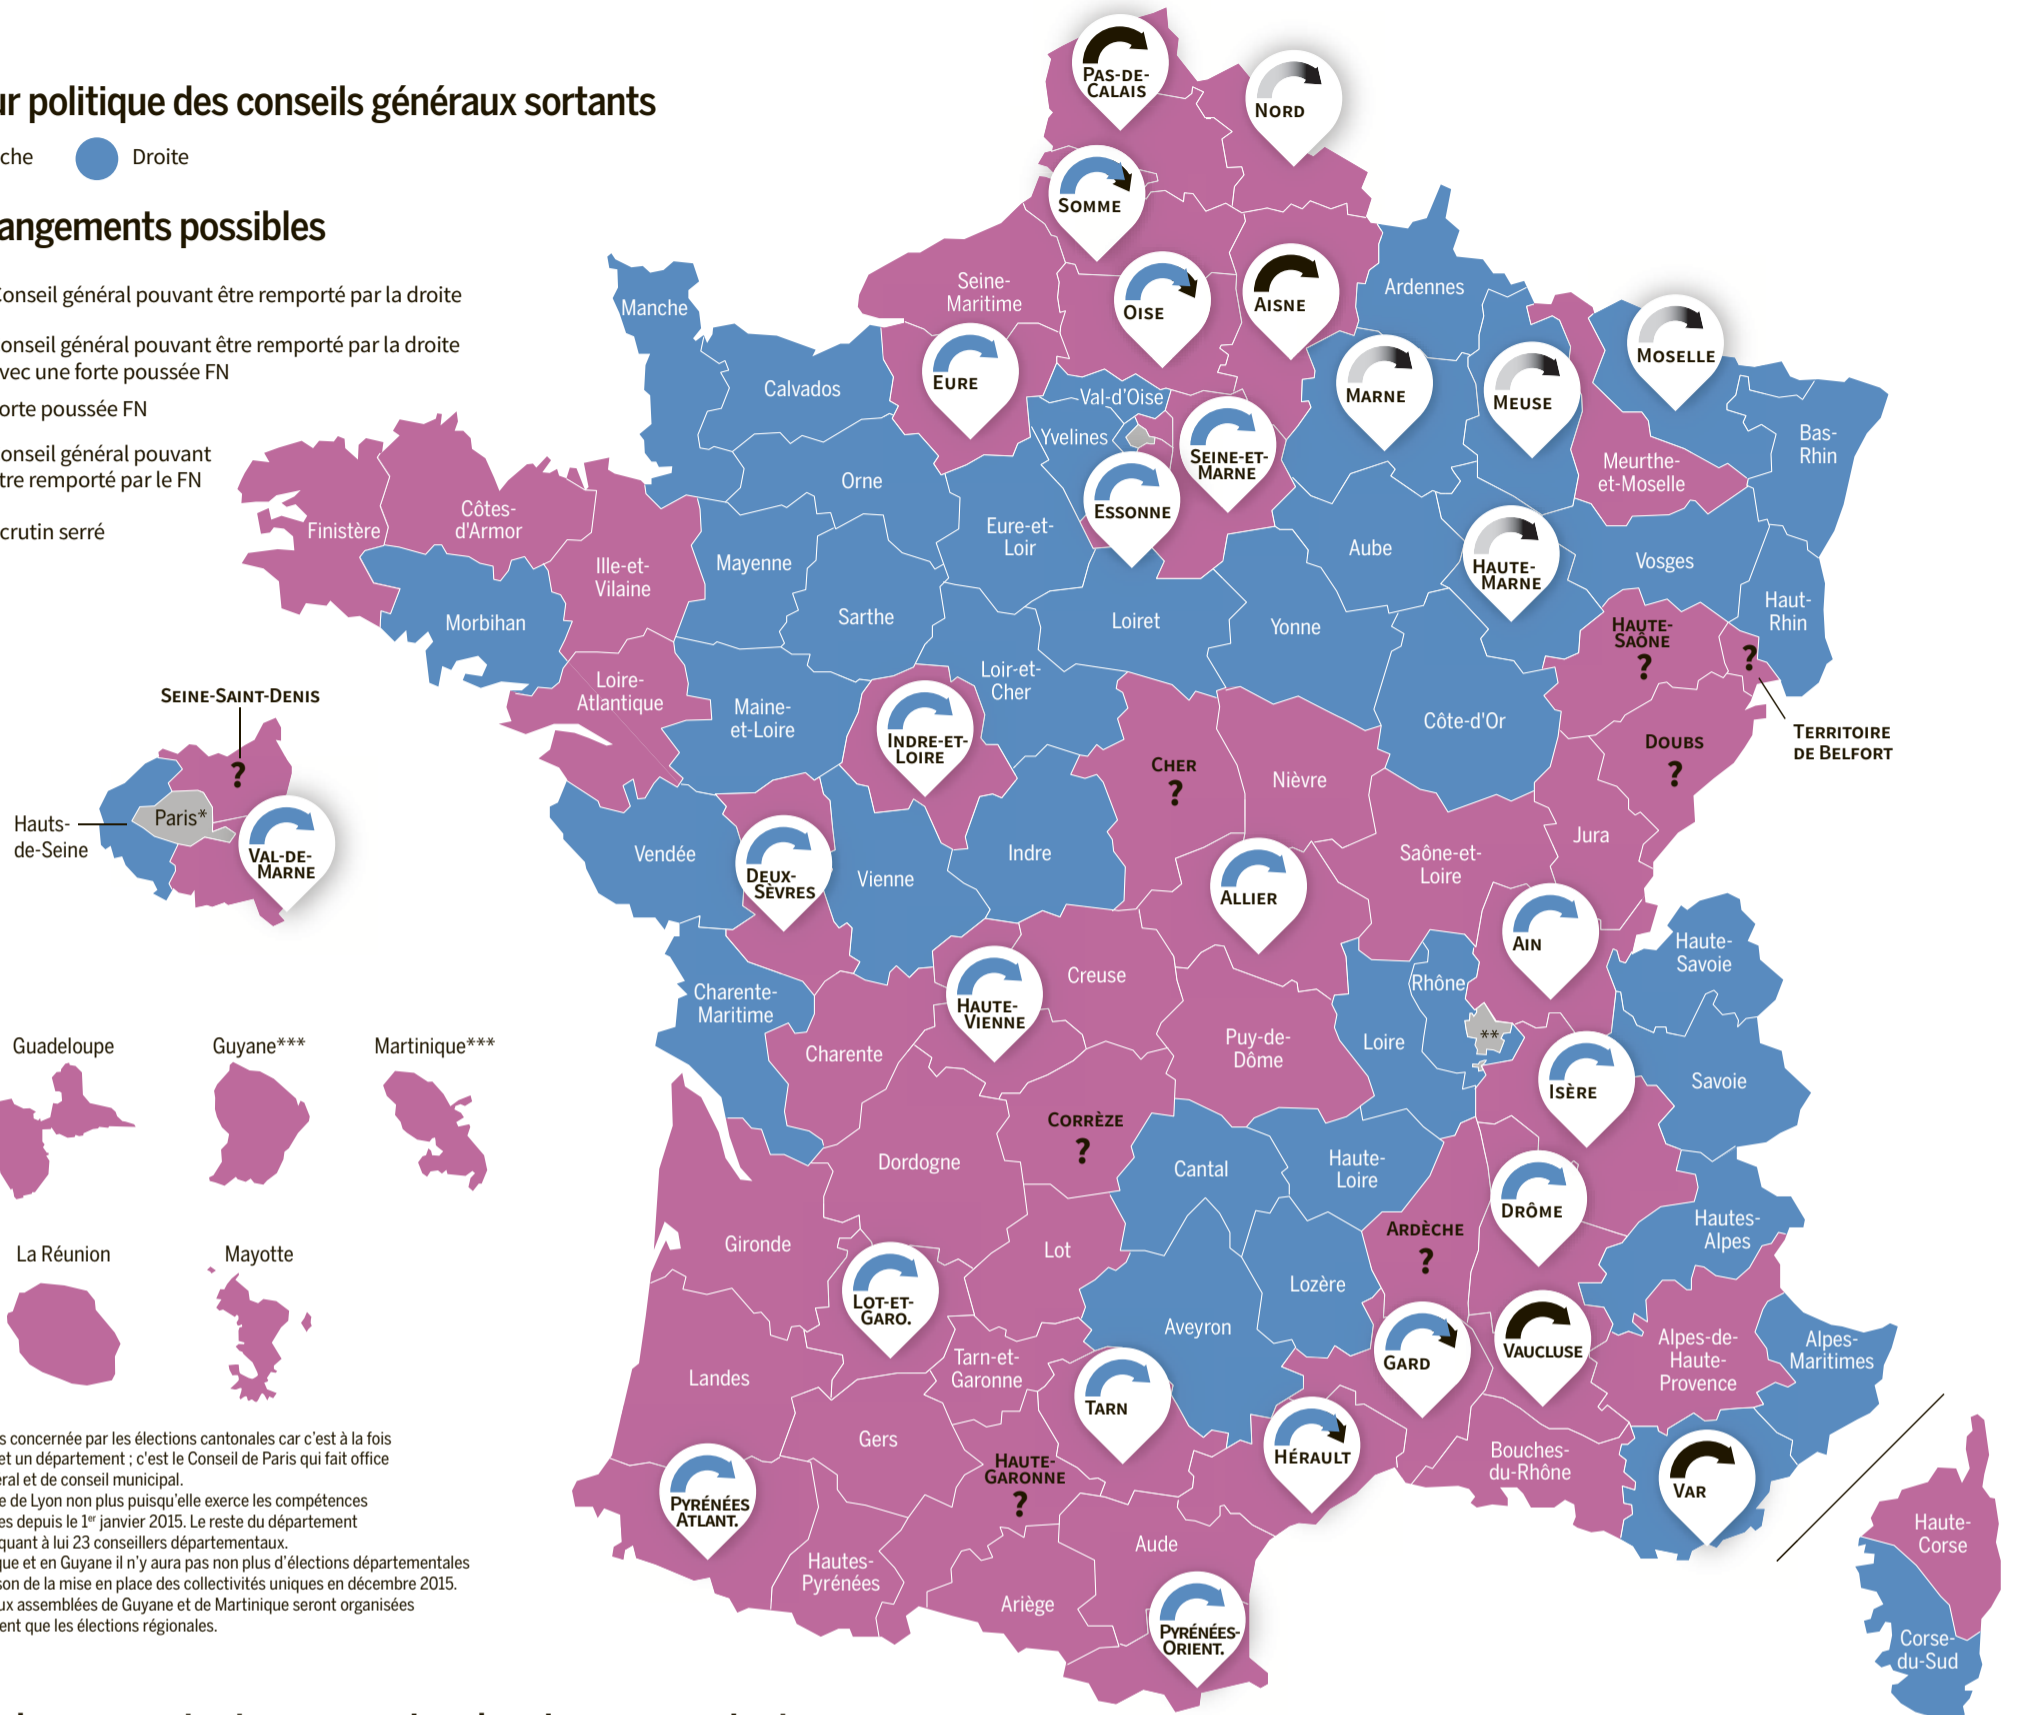 ur politique des conseils généraux sortants
che
Droite
angements possibles
Conseil général pouvant être remporté par la droite
onseil général pouvant être remporté par la droite
vec une forte poussée FN
orte poussée FN
onseil général pouvant
tre remporté par le FN
crutin serré
PAS-DE-
CALAIS
NORD
SOMME
OISE
AISNE
Seine-
Maritime
EURE
Manche
Calvados
Orne
Val-d'Oise
Yvelines
SEINE-ET-
MARNE
ESSONNE
Ardennes
MARNE
MEUSE
MOSELLE
Meurthe-
et-Moselle
Bas-
Rhin
Finistère
Côtes-
d'Armor
Ille-et-
Vilaine
Morbihan
Mayenne
Sarthe
Eure-et-
Loir
Loiret
Yonne
Aube
HAUTE-
MARNE
Vosges
Haut-
Rhin
HAUTE-
SAÔNE
?
?
TERRITOIRE
DE BELFORT
Loire-
Atlantique
Maine-
et-Loire
INDRE-ET-
LOIRE
Loir-et-
Cher
CHER
?
Nièvre
Côte-d'Or
DOUBS
?
Jura
SEINE-SAINT-DENIS
?
Hauts-
de-Seine
Paris*
VAL-DE-
MARNE
Vendée
DEUX-
SÈVRES
Vienne
Indre
ALLIER
Saône-et-
Loire
AIN
Haute-
Savoie
Charente-
Maritime
Charente
HAUTE-
VIENNE
Creuse
Puy-de-
Dôme
Loire
Rhône
**
ISÈRE
Savoie
Guadeloupe
Guyane***
Martinique***
La Réunion
Mayotte
Dordogne
CORRÈZE
?
Cantal
Haute-
Loire
ARDÈCHE
?
DRÔME
Hautes-
Alpes
Gironde
LOT-ET-
GARO.
Lot
Aveyron
Lozère
GARD
VAUCLUSE
Alpes-de-
Haute-
Provence
Alpes-
Maritimes
Landes
Tarn-et-
Garonne
TARN
Gers
HAUTE-
GARONNE
?
HÉRAULT
Bouches-
du-Rhône
VAR
PYRÉNÉES
ATLANT.
Hautes-
Pyrénées
Ariège
Aude
PYRÉNÉES-
ORIENT.
Haute-
Corse
Corse-
du-Sud
s concernée par les élections cantonales car c'est à la fois
et un département ; c'est le Conseil de Paris qui fait office
éral et de conseil municipal.
e de Lyon non plus puisqu'elle exerce les compétences
es depuis le 1er janvier 2015. Le reste du département
quant à lui 23 conseillers départementaux.
que et en Guyane il n'y aura pas non plus d'élections départementales
son de la mise en place des collectivités uniques en décembre 2015.
ux assemblées de Guyane et de Martinique seront organisées
ent que les élections régionales.